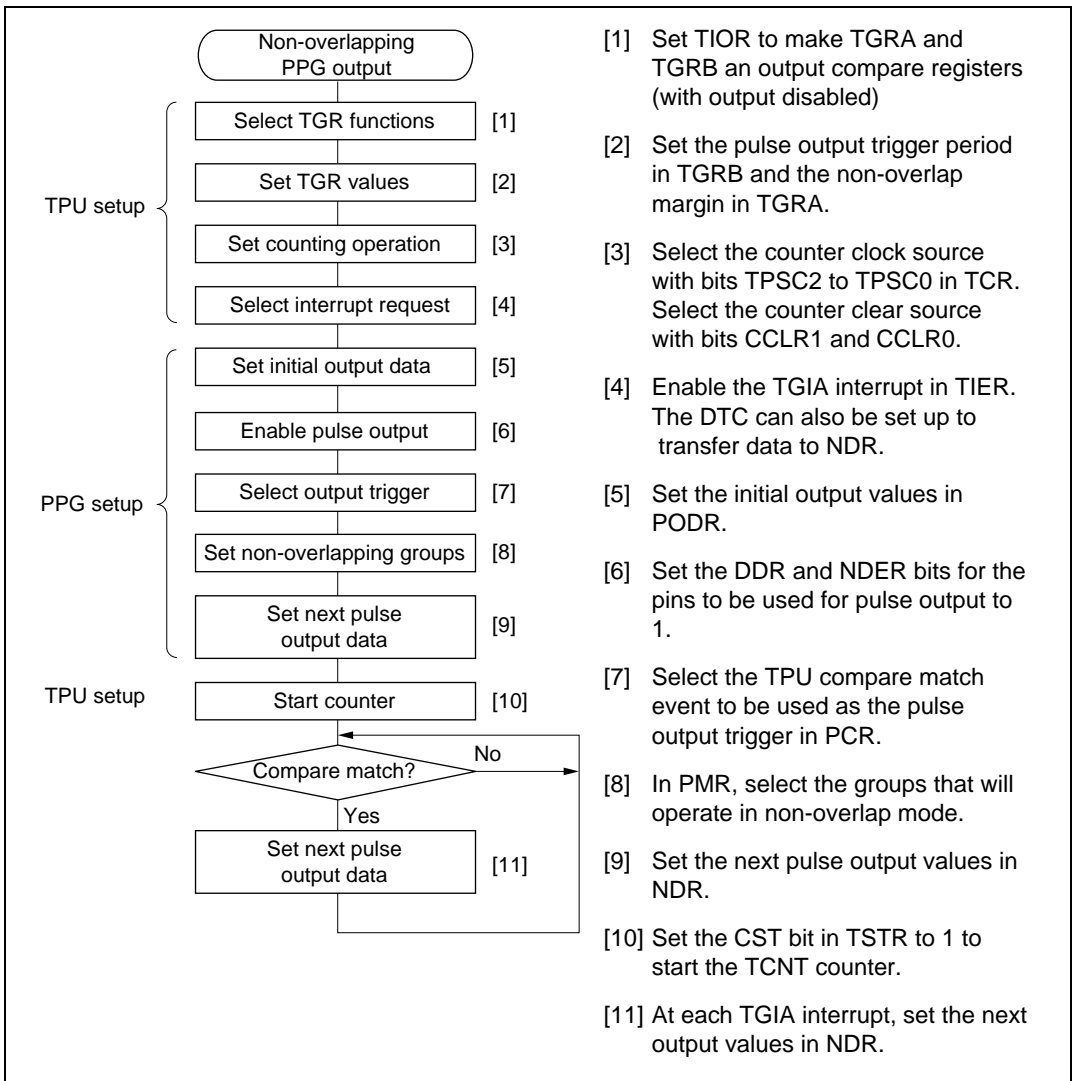 Non-overlapping
PPG output
TPU setup
Select TGR functions [1]
Set TGR values [2]
Set counting operation [3]
Select interrupt request [4]
PPG setup
Set initial output data [5]
Enable pulse output [6]
Select output trigger [7]
Set non-overlapping groups [8]
Set next pulse
output data [9]
TPU setup
Start counter [10]
Compare match?
No
Yes
Set next pulse
output data [11]
[1] Set TIOR to make TGRA and
TGRB an output compare registers
(with output disabled)
[2] Set the pulse output trigger period
in TGRB and the non-overlap
margin in TGRA.
[3] Select the counter clock source
with bits TPSC2 to TPSC0 in TCR.
Select the counter clear source
with bits CCLR1 and CCLR0.
[4] Enable the TGIA interrupt in TIER.
The DTC can also be set up to
transfer data to NDR.
[5] Set the initial output values in
PODR.
[6] Set the DDR and NDER bits for the
pins to be used for pulse output to
1.
[7] Select the TPU compare match
event to be used as the pulse
output trigger in PCR.
[8] In PMR, select the groups that will
operate in non-overlap mode.
[9] Set the next pulse output values in
NDR.
[10] Set the CST bit in TSTR to 1 to
start the TCNT counter.
[11] At each TGIA interrupt, set the next
output values in NDR.